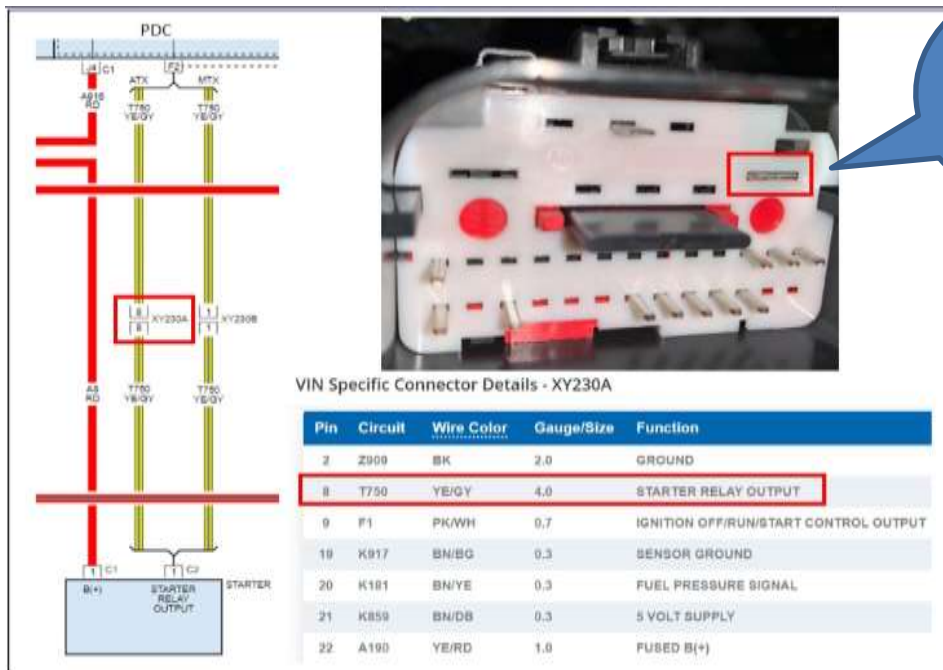 PDC
J4 C1
F2
ATX MTX
A916
RD
T750
YE/GY
T750
YE/GY
8 XY230A
8
1 XY230B
1
A8
RD
T750
YE/GY
T750
YE/GY
1 C1
1 C2
B(+)
STARTER
RELAY
OUTPUT
STARTER
VIN Specific Connector Details - XY230A
Pin Circuit Wire Color Gauge/Size Function
2 Z909 BK 2.0 GROUND
8 T750 YE/GY 4.0 STARTER RELAY OUTPUT
9 F1 PK/WH 0.7 IGNITION OFF/RUN/START CONTROL OUTPUT
19 K917 BN/BG 0.3 SENSOR GROUND
20 K181 BN/YE 0.3 FUEL PRESSURE SIGNAL
21 K859 BN/DB 0.3 5 VOLT SUPPLY
22 A190 YE/RD 1.0 FUSED B(+)